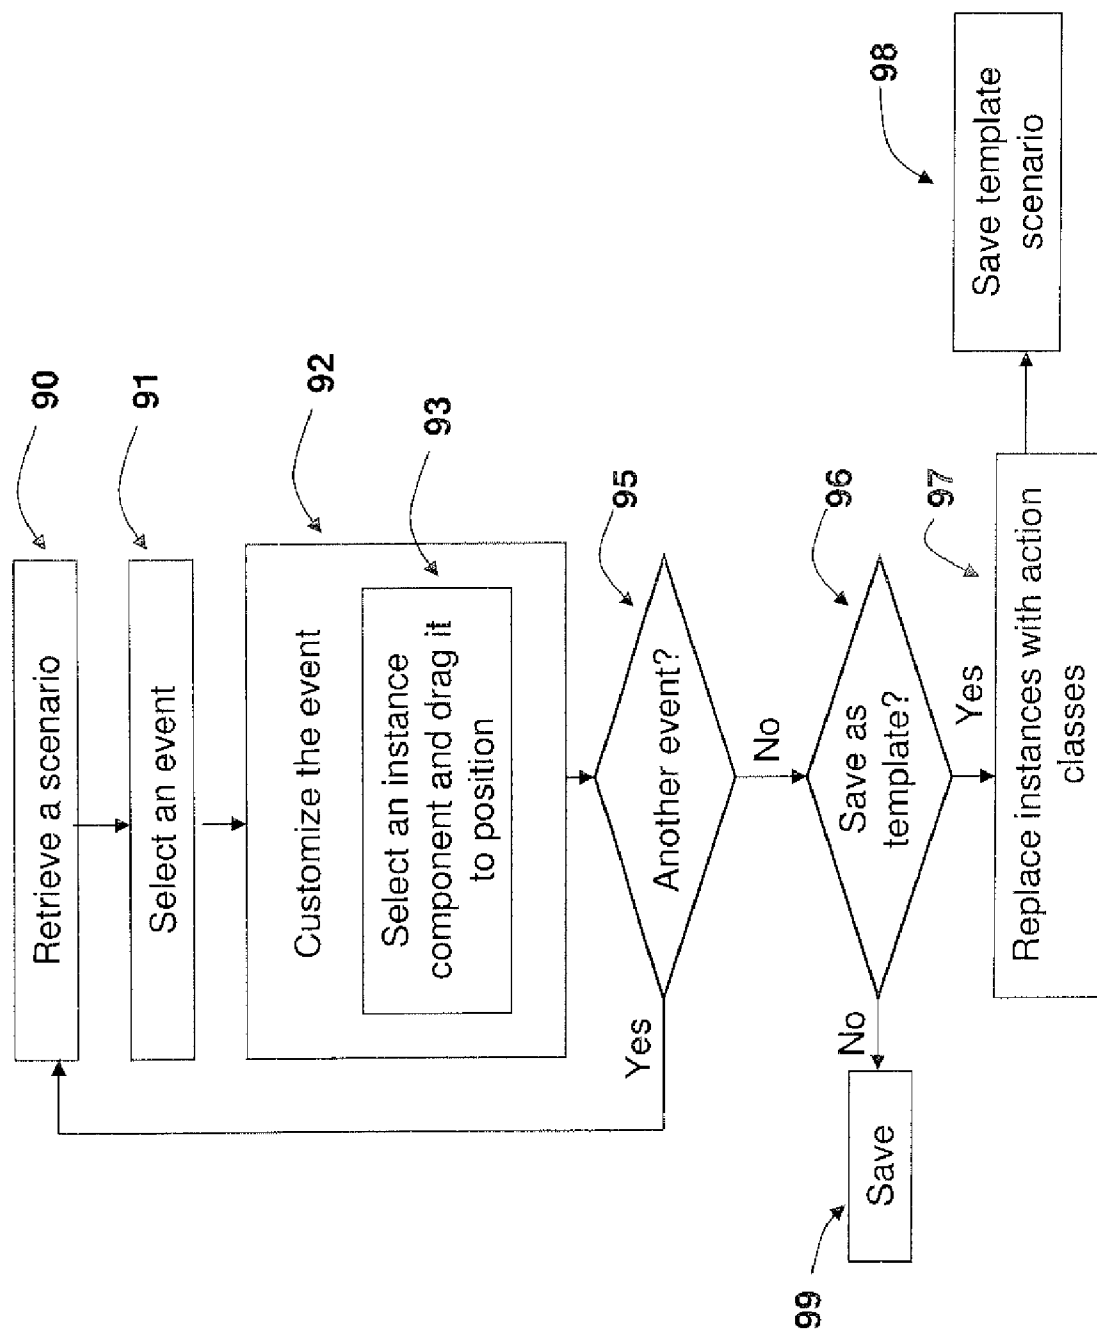 90
Retrieve a scenario
91
Select an event
92
Customize the event
93
Select an instance
component and drag it
to position
95
Another event?
Yes
No
96
Save as
template?
No
Yes
99
Save
97
Replace instances with action
classes
98
Save template
scenario